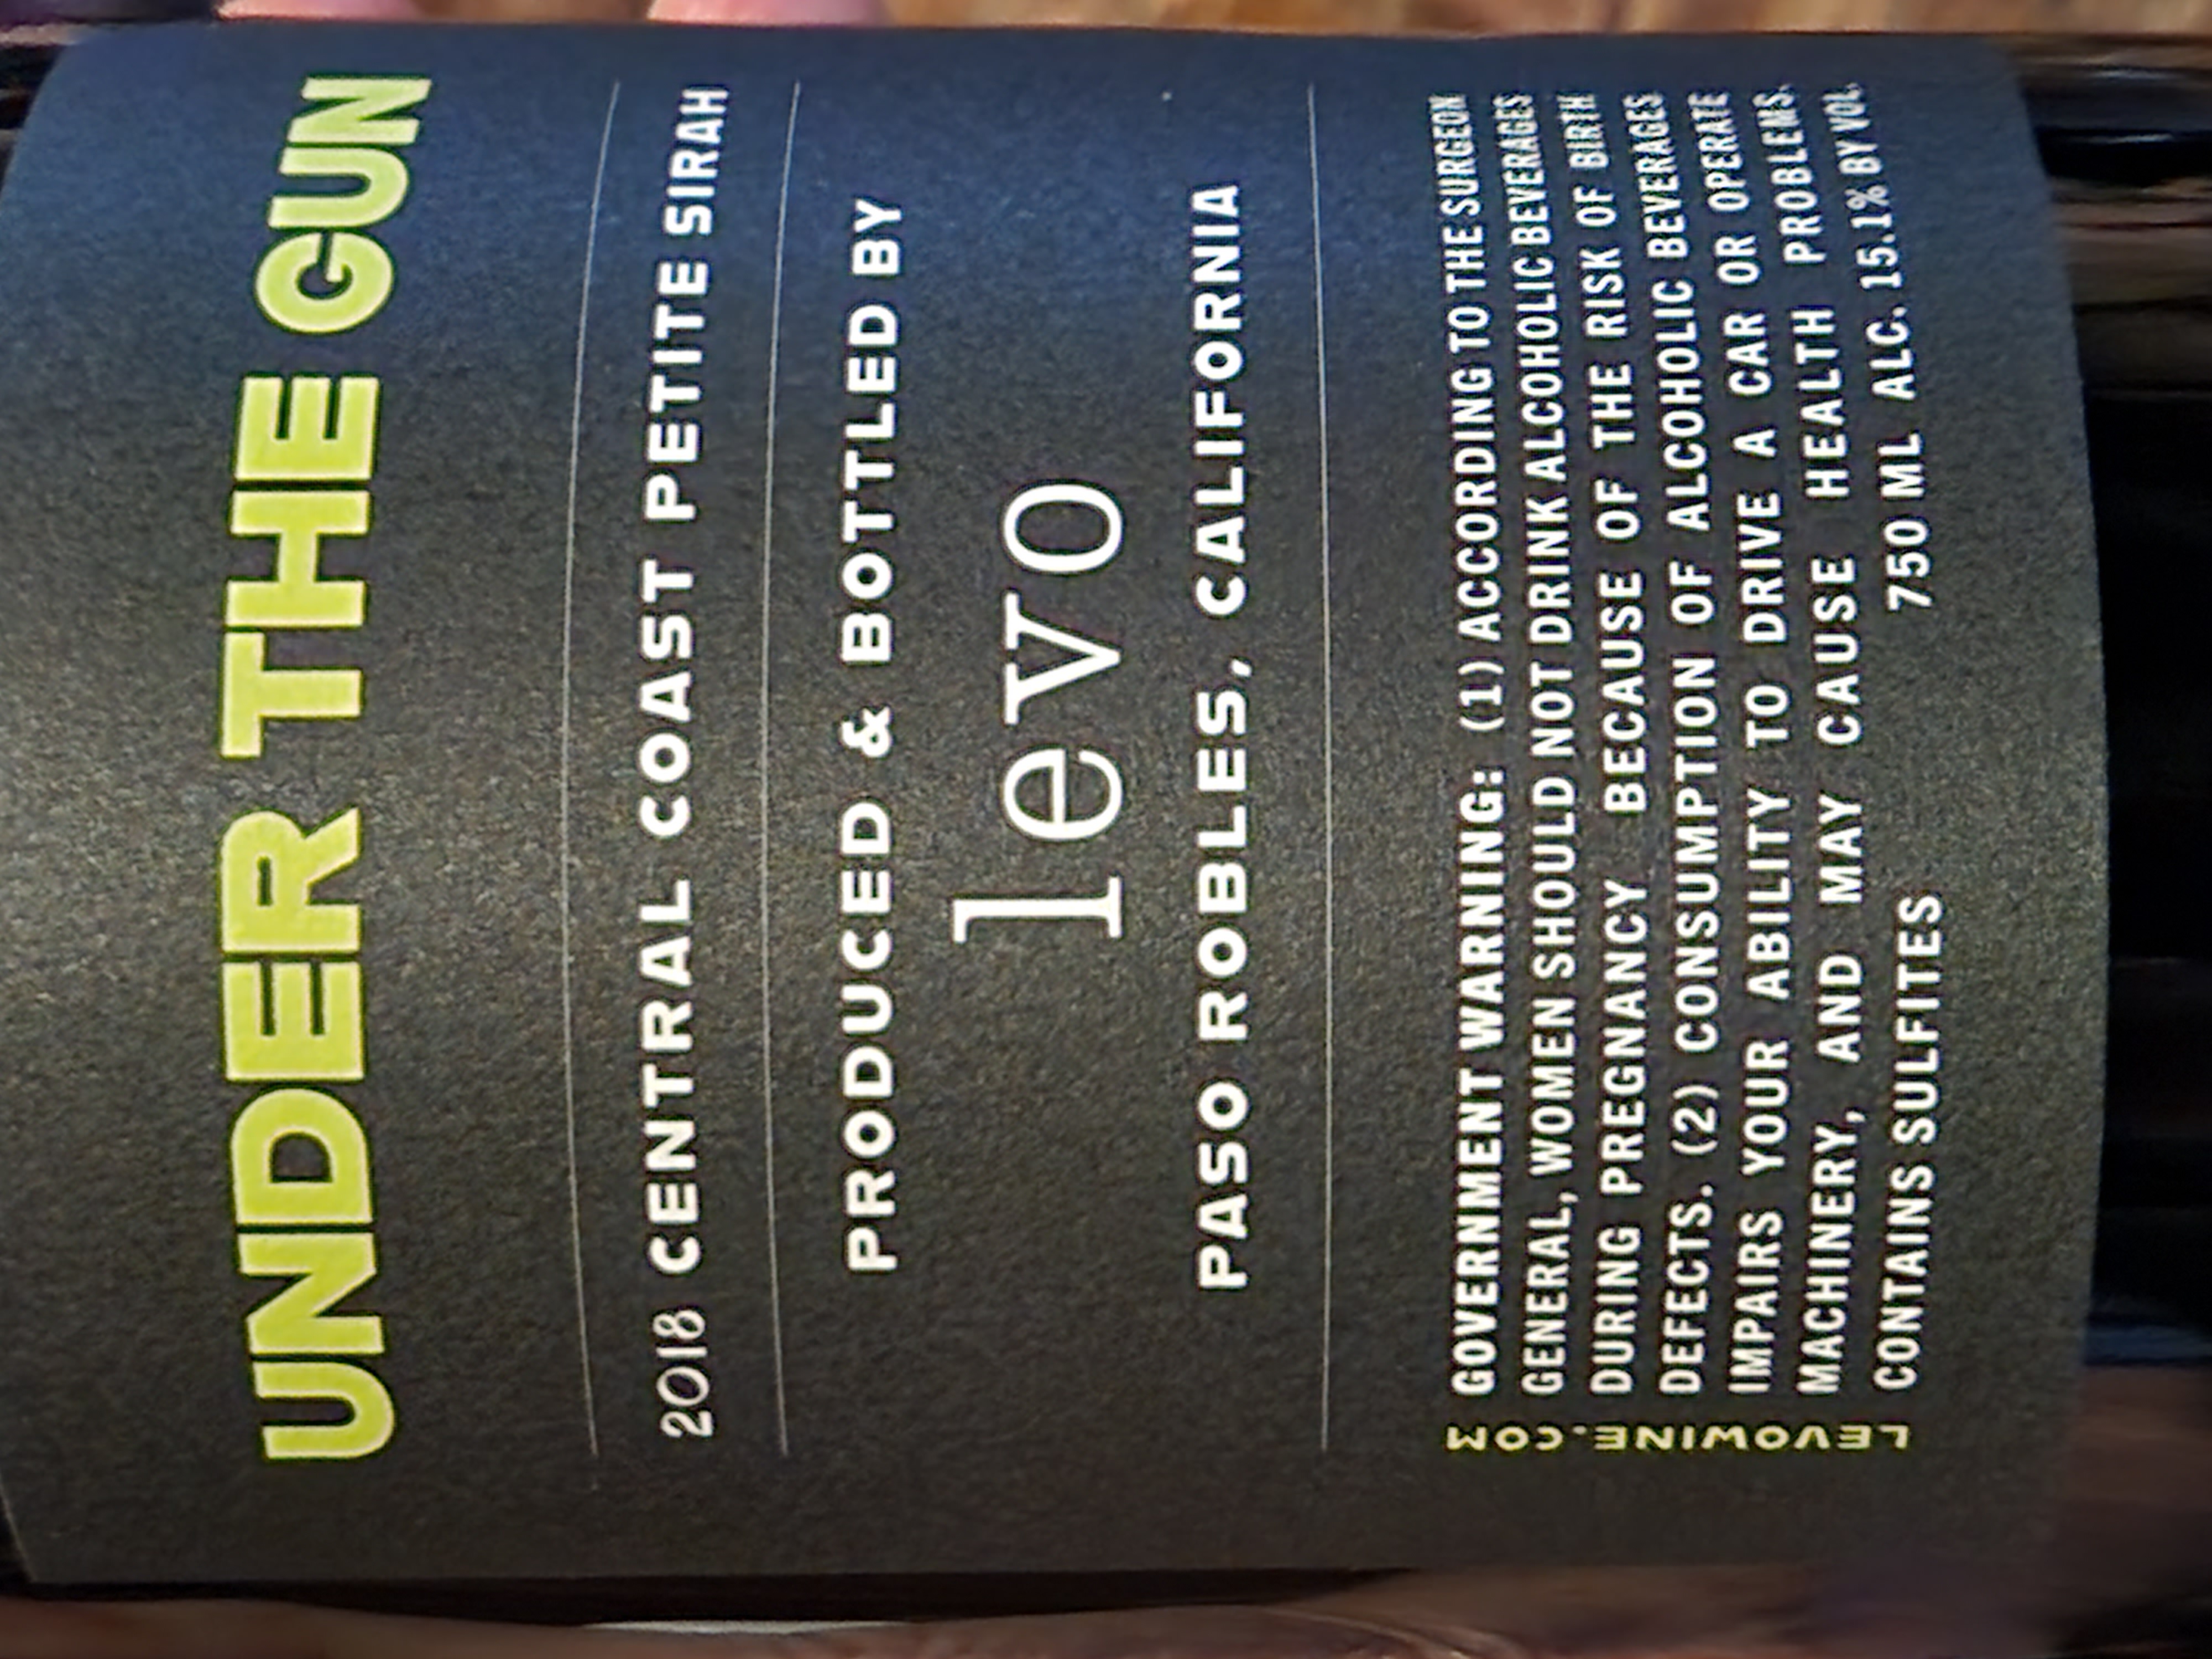 UNDER THE GUN
2018 CENTRAL COAST PETITE SIRAH
PRODUCED & BOTTLED BY
levo
PASO ROBLES, CALIFORNIA
GOVERNMENT WARNING: (1) ACCORDING TO THE SURGEON
GENERAL, WOMEN SHOULD NOT DRINK ALCOHOLIC BEVERAGES
DURING PREGNANCY BECAUSE OF THE RISK OF BIRTH
DEFECTS. (2) CONSUMPTION OF ALCOHOLIC BEVERAGES
IMPAIRS YOUR ABILITY TO DRIVE A CAR OR OPERATE
MACHINERY, AND MAY CAUSE HEALTH PROBLEMS.
CONTAINS SULFITES 750 ML ALC. 15.1% BY VOL.
LEVOWINE.COM